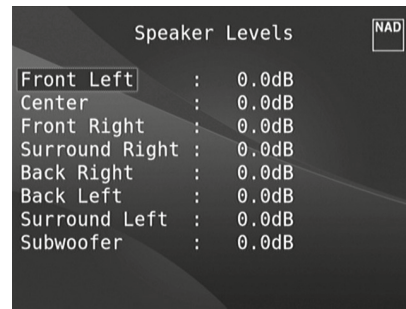 Speaker Levels
NAD
Front Left : 0.0dB
Center : 0.0dB
Front Right : 0.0dB
Surround Right : 0.0dB
Back Right : 0.0dB
Back Left : 0.0dB
Surround Left : 0.0dB
Subwoofer : 0.0dB